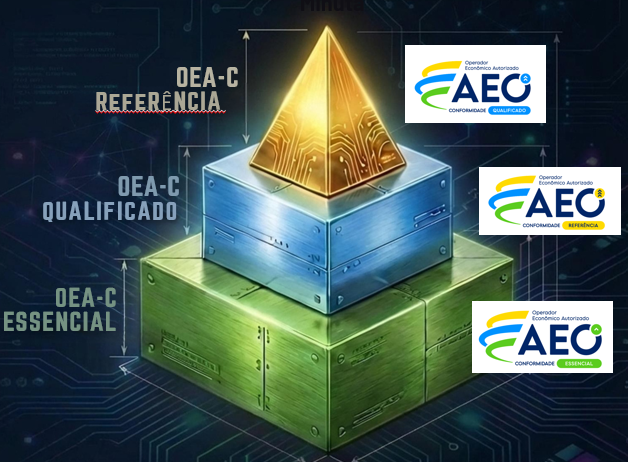 OEA-C
REFERÊNCIA
Operador
Econômico Autorizado
AEO
CONFORMIDADE QUALIFICADO
OEA-C
QUALIFICADO
Operador
Econômico Autorizado
AEO
CONFORMIDADE REFERÊNCIA
OEA-C
ESSENCIAL
Operador
Econômico Autorizado
AEO
CONFORMIDADE ESSENCIAL